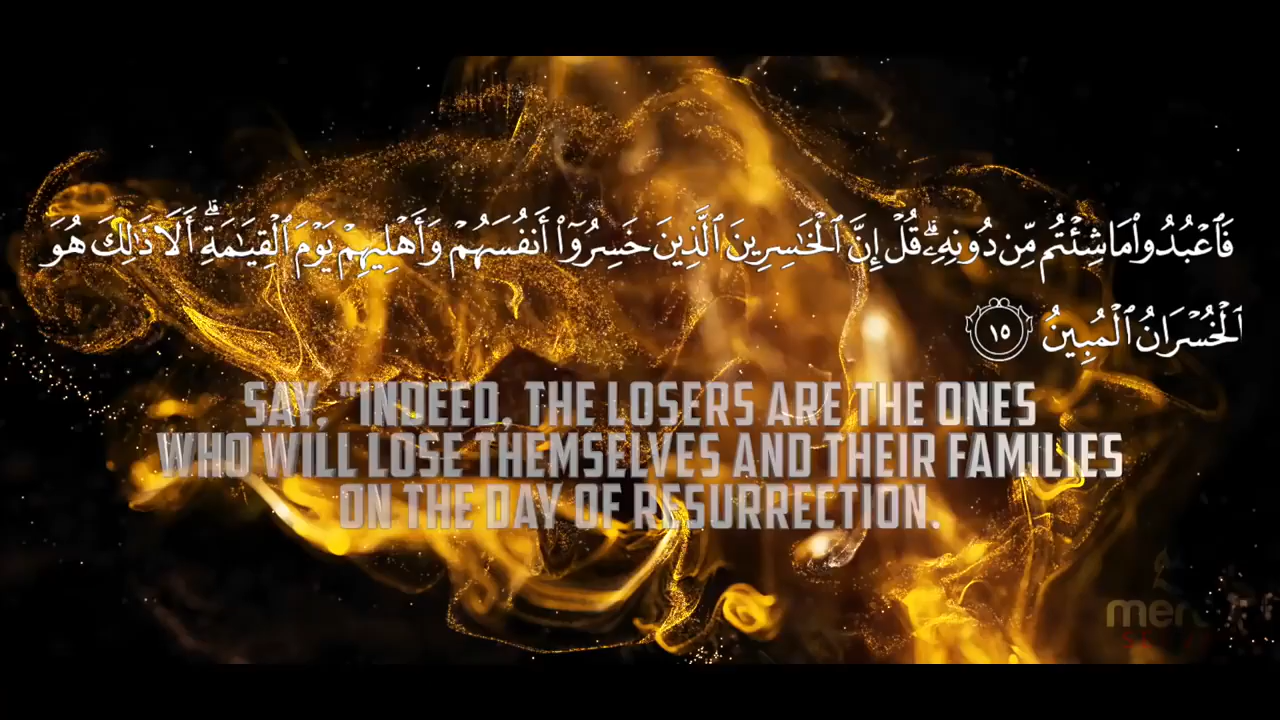 فَٱعْبُدُوا۟ مَا شِئْتُم مِّن دُونِهِۦ ۗ قُلْ إِنَّ ٱلْخَـٰسِرِينَ ٱلَّذِينَ خَسِرُوٓا۟ أَنفُسَهُمْ وَأَهْلِيهِمْ يَوْمَ ٱلْقِيَـٰمَةِ ۗ أَلَا ذَٰلِكَ هُوَ
ٱلْخُسْرَانُ ٱلْمُبِينُ ١٥
SAY, "INDEED, THE LOSERS ARE THE ONES
WHO WILL LOSE THEMSELVES AND THEIR FAMILIES
ON THE DAY OF RESURRECTION.